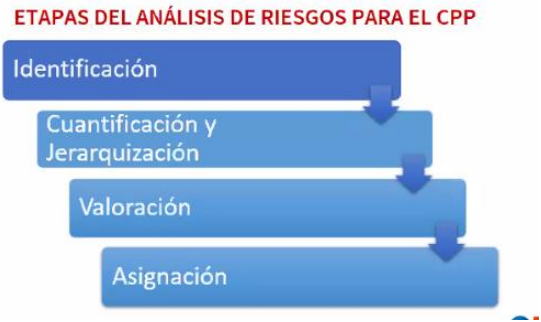 ETAPAS DEL ANÁLISIS DE RIESGOS PARA EL CPP
Identificación
Cuantificación y
Jerarquización
Valoración
Asignación